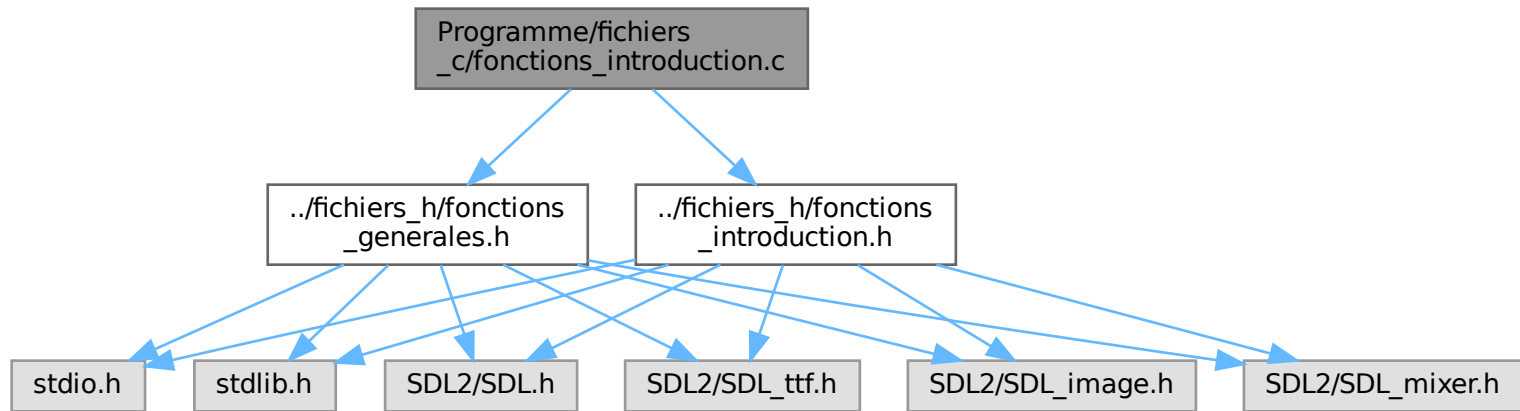 Programme/fichiers
_c/fonctions_introduction.c
../fichiers_h/fonctions
_generales.h
../fichiers_h/fonctions
_introduction.h
stdio.h
stdlib.h
SDL2/SDL.h
SDL2/SDL_ttf.h
SDL2/SDL_image.h
SDL2/SDL_mixer.h